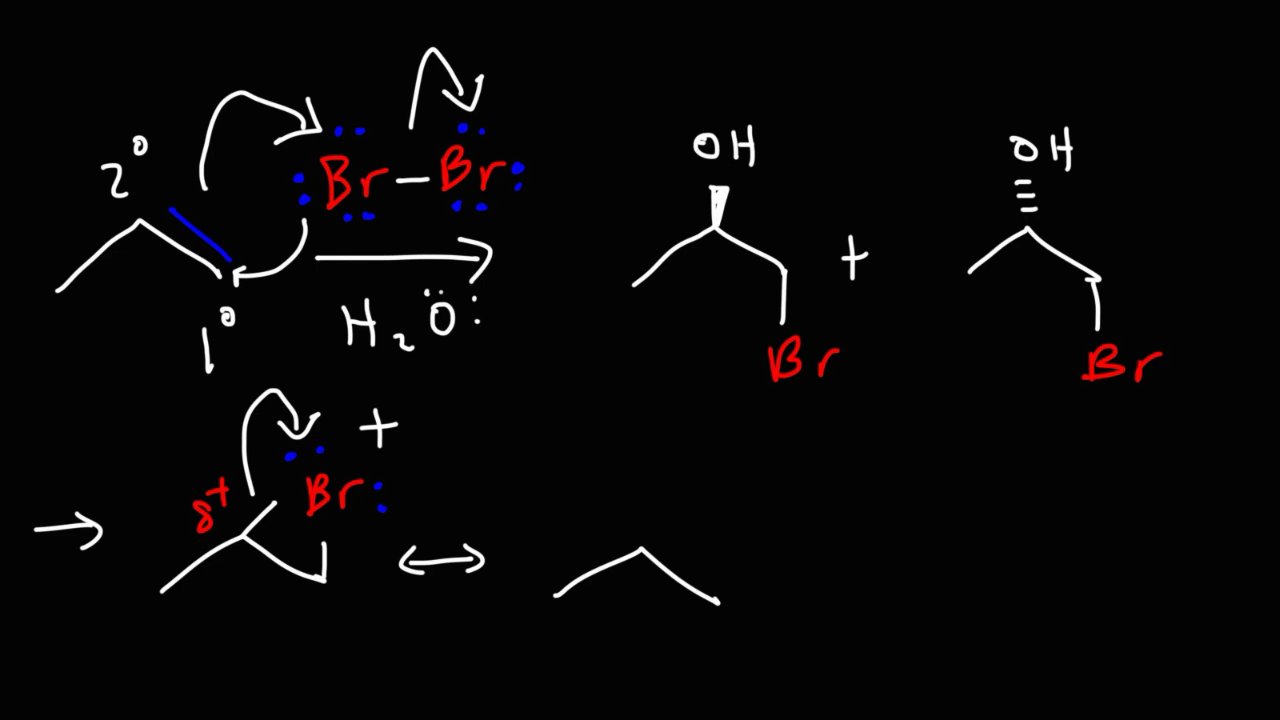 2° :Br–Br:
1° H₂O:
OH + OH
Br Br
δ+ Br: +